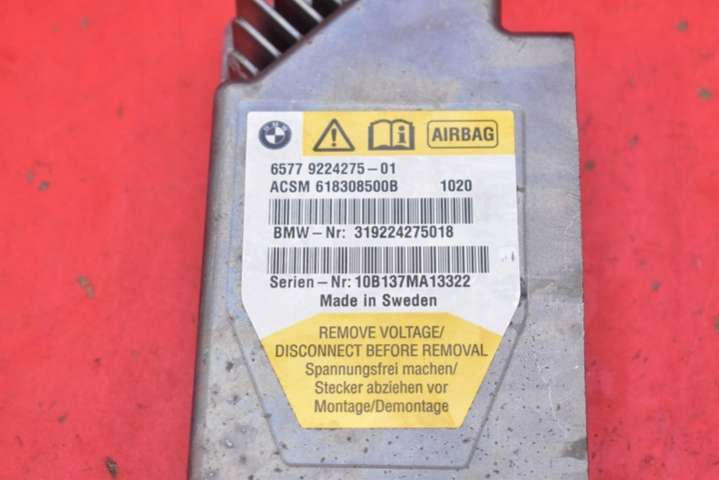 BMW
i
AIRBAG
6577 9224275-01
ACSM 618308500B 1020
BMW-Nr: 319224275018
Serien-Nr: 10B137MA13322
Made in Sweden
REMOVE VOLTAGE/
DISCONNECT BEFORE REMOVAL
Spannungsfrei machen/
Stecker abziehen vor
Montage/Demontage